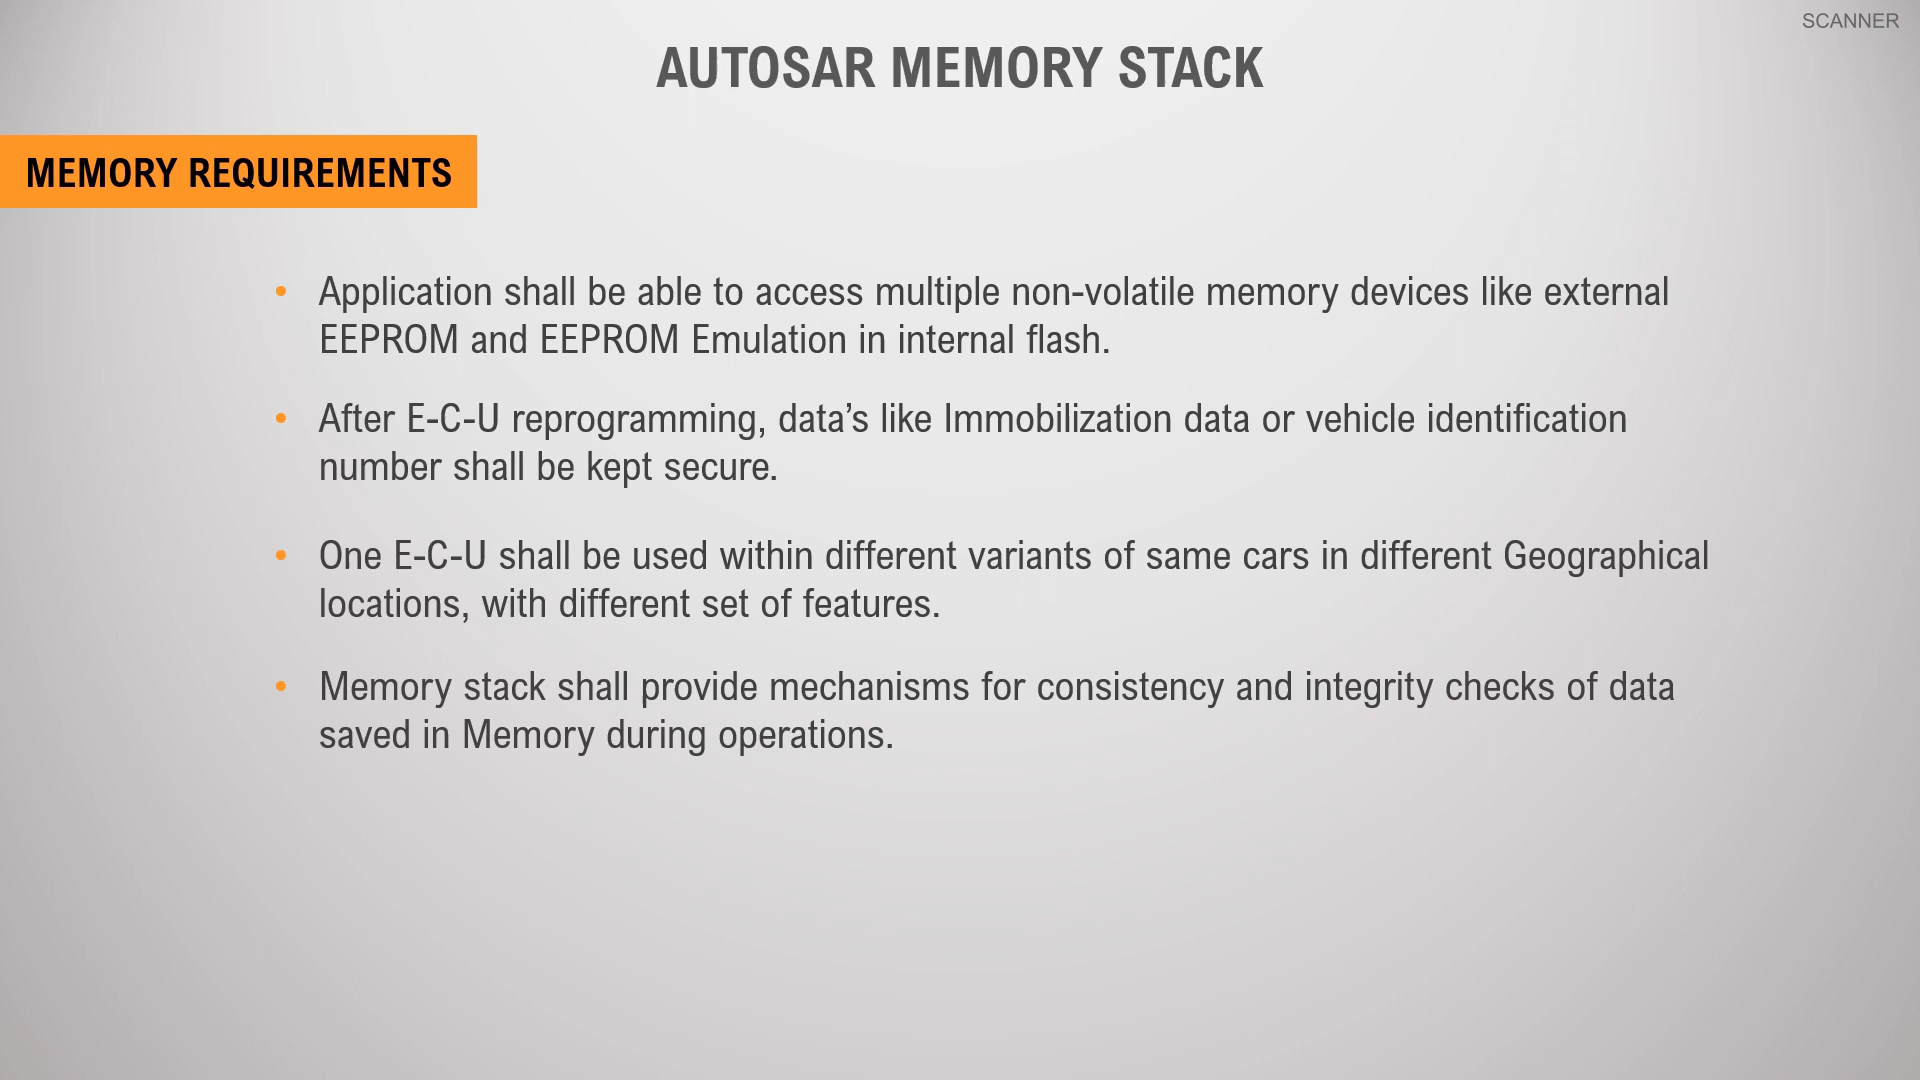 SCANNER
AUTOSAR MEMORY STACK
MEMORY REQUIREMENTS
• Application shall be able to access multiple non-volatile memory devices like external
EEPROM and EEPROM Emulation in internal flash.
• After E-C-U reprogramming, data’s like Immobilization data or vehicle identification
number shall be kept secure.
• One E-C-U shall be used within different variants of same cars in different Geographical
locations, with different set of features.
• Memory stack shall provide mechanisms for consistency and integrity checks of data
saved in Memory during operations.